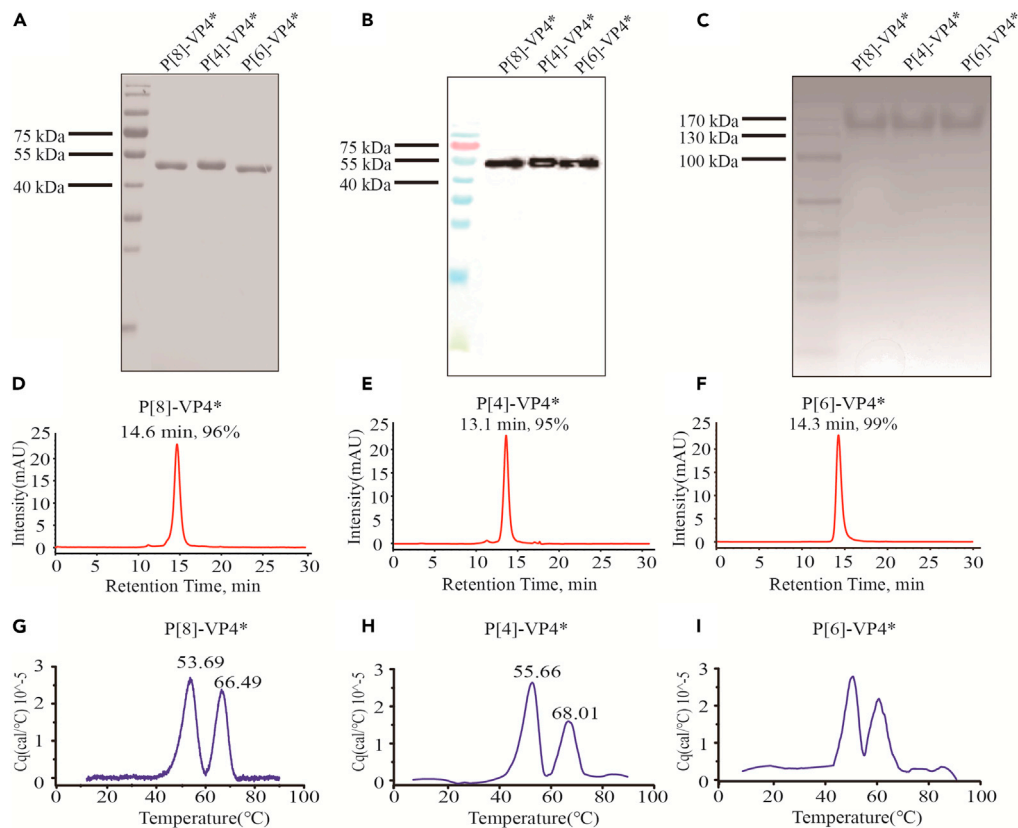 A
P[8]-VP4*
P[4]-VP4*
P[6]-VP4*
75 kDa
55 kDa
40 kDa
B
P[8]-VP4*
P[4]-VP4*
P[6]-VP4*
75 kDa
55 kDa
40 kDa
C
P[8]-VP4*
P[4]-VP4*
P[6]-VP4*
170 kDa
130 kDa
100 kDa
D
P[8]-VP4*
14.6 min, 96%
Intensity(mAU)
25
20
15
10
5
0
0 5 10 15 20 25 30
Retention Time, min
E
P[4]-VP4*
13.1 min, 95%
Intensity(mAU)
25
20
15
10
5
0
0 5 10 15 20 25 30
Retention Time, min
F
P[6]-VP4*
14.3 min, 99%
Intensity(mAU)
25
20
15
10
5
0
0 5 10 15 20 25 30
Retention Time, min
G
P[8]-VP4*
53.69
66.49
Cq(cal/°C) 10^-5
3
2
1
0
0 20 40 60 80 100
Temperature(°C)
H
P[4]-VP4*
55.66
68.01
Cq(cal/°C) 10^-5
3
2
1
0
0 20 40 60 80 100
Temperature(°C)
I
P[6]-VP4*
Cq(cal/°C) 10^-5
3
2
1
0
0 20 40 60 80 100
Temperature(°C)